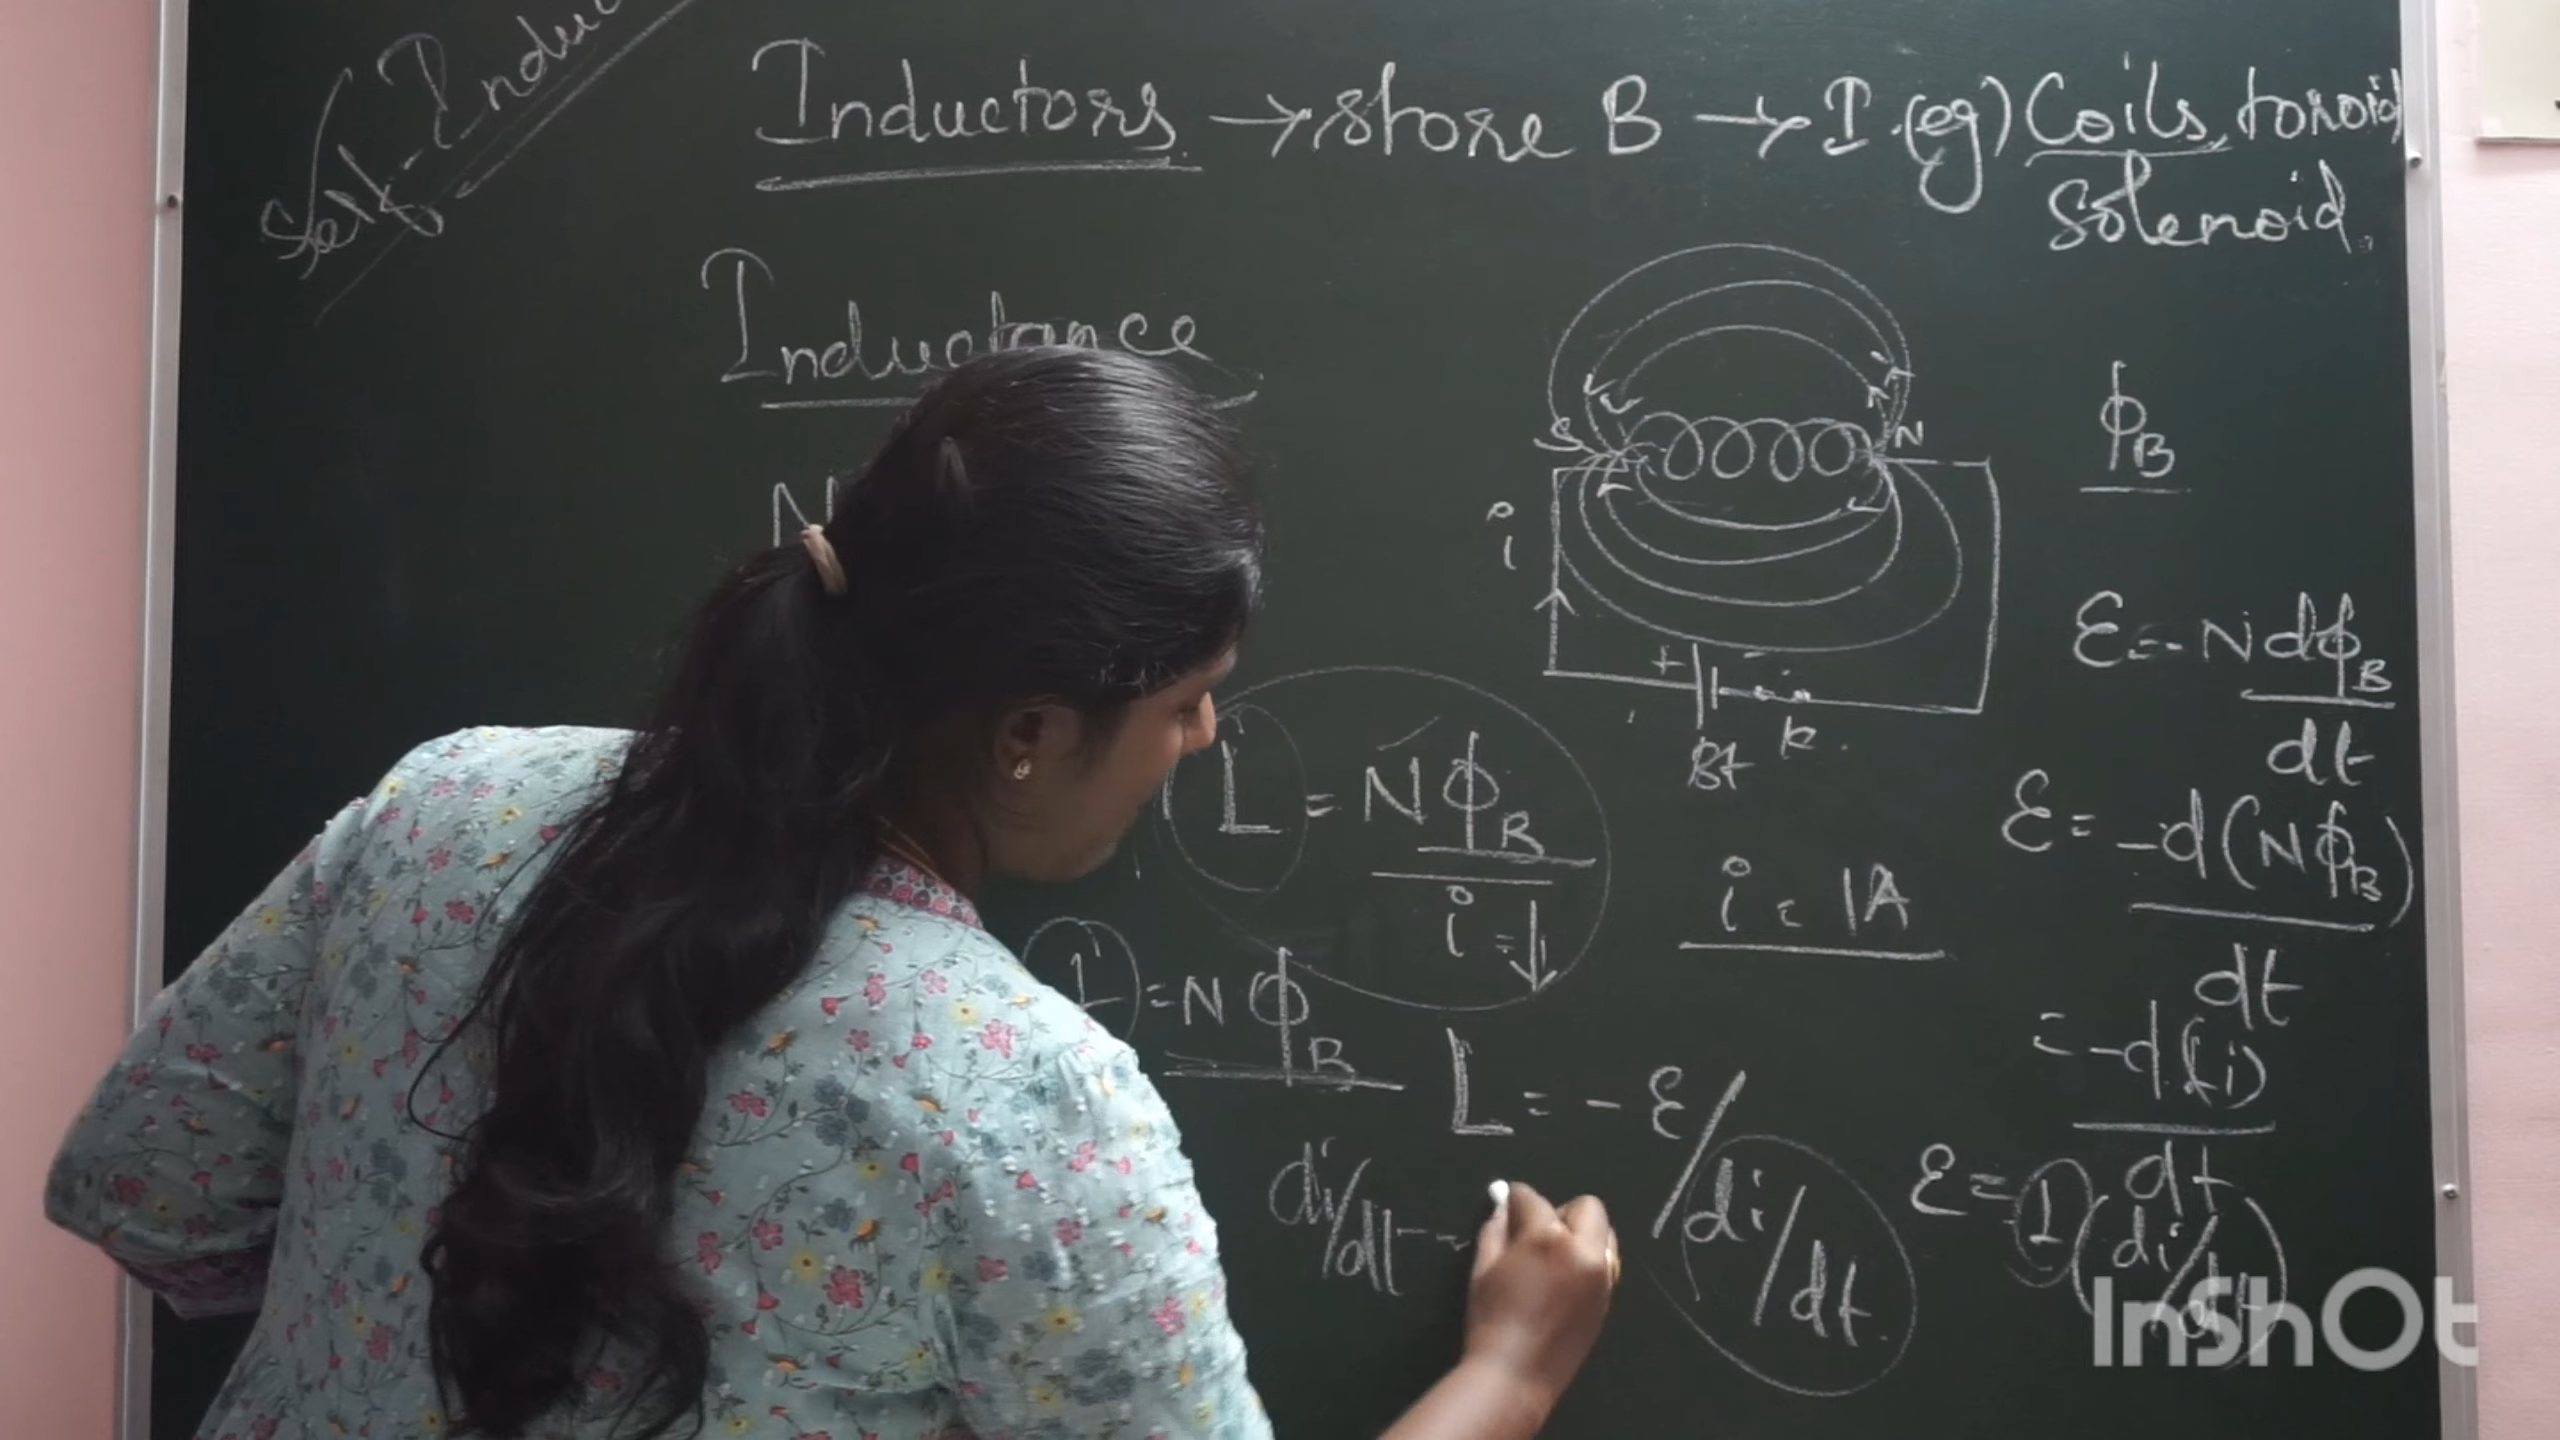 Self-Induc
Inductors → store B → I (eg) Coils, toroid
Solenoid.
Inductance
S N
ϕB
N
i
ε = -N dϕB/dt
+ -
Bt k.
L = NϕB/i
ε = -d(NϕB)/dt
i = 1A
L = NϕB
= -d(Li)/dt
L = -ε/di/dt
ε = -L(di/dt)
di/dt =
InShOt